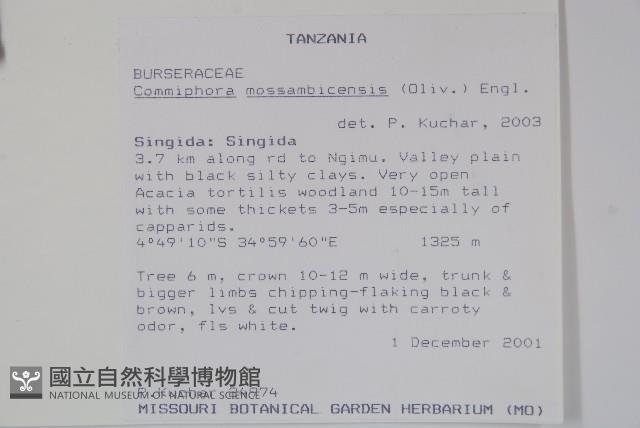 TANZANIA
BURSERACEAE
Commiphora mossambicensis (Oliv.) Engl.
det. P. Kuchar, 2003
Singida: Singida
3.7 km along rd to Ngimu. Valley plain
with black silty clays. Very open
Acacia tortilis woodland 10-15m tall
with some thickets 3-5m especially of
capparids.
4°49'10"S 34°59'60"E 1325 m
Tree 6 m, crown 10-12 m wide, trunk &
bigger limbs chipping-flaking black &
brown, lvs & cut twig with carroty
odor, fls white.
1 December 2001
國立自然科學博物館
NATIONAL MUSEUM OF NATURAL SCIENCE
P. Kuchar
MISSOURI BOTANICAL GARDEN HERBARIUM (MO)